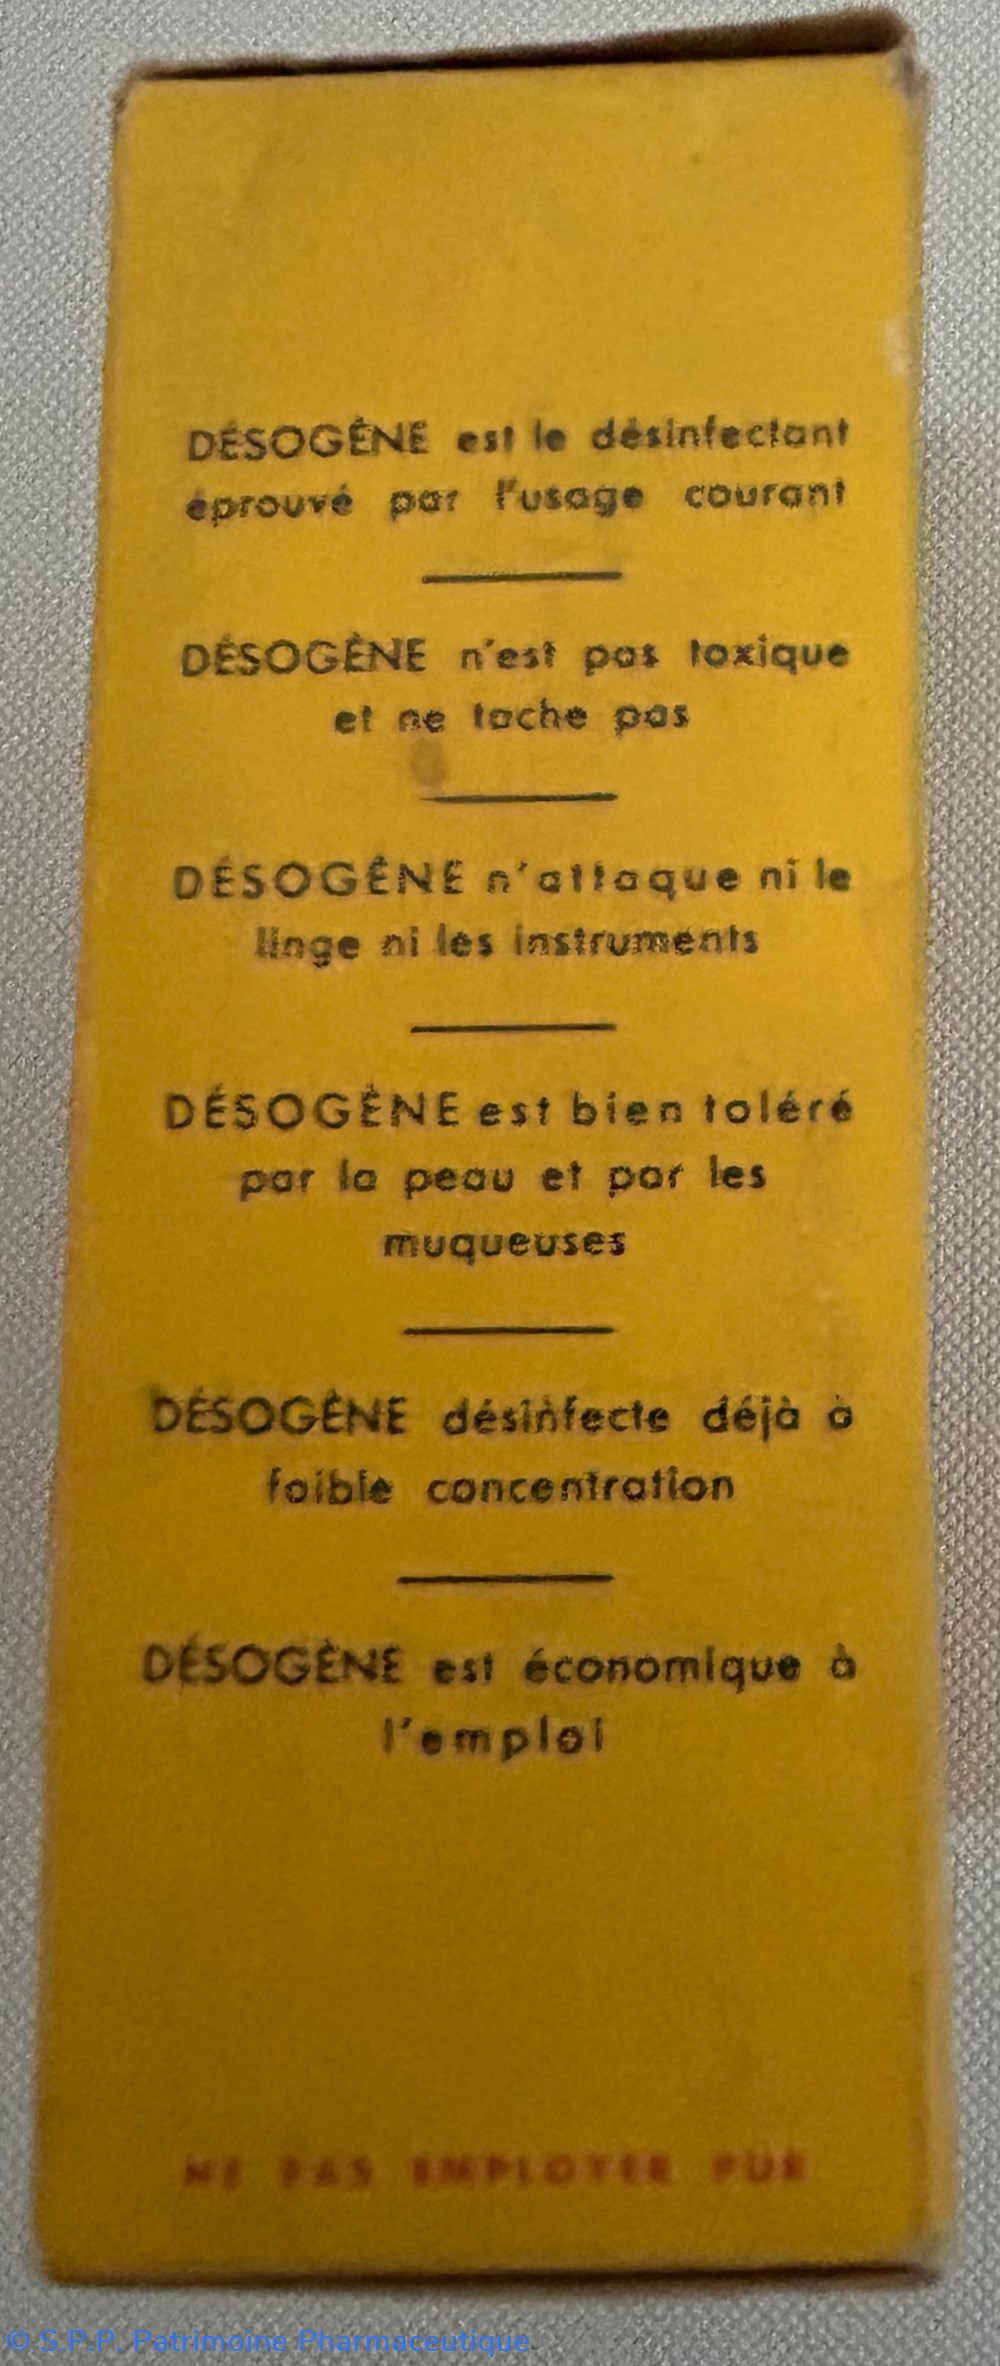 DÉSOGÈNE est le désinfectant
éprouvé par l'usage courant
DÉSOGÈNE n'est pas toxique
et ne tache pas
DÉSOGÈNE n'attaque ni le
linge ni les instruments
DÉSOGÈNE est bien toléré
par la peau et par les
muqueuses
DÉSOGÈNE désinfecte déjà à
faible concentration
DÉSOGÈNE est économique à
l'emploi
NE PAS EMPLOYER PUR
© S.P.P. Patrimoine Pharmaceutique